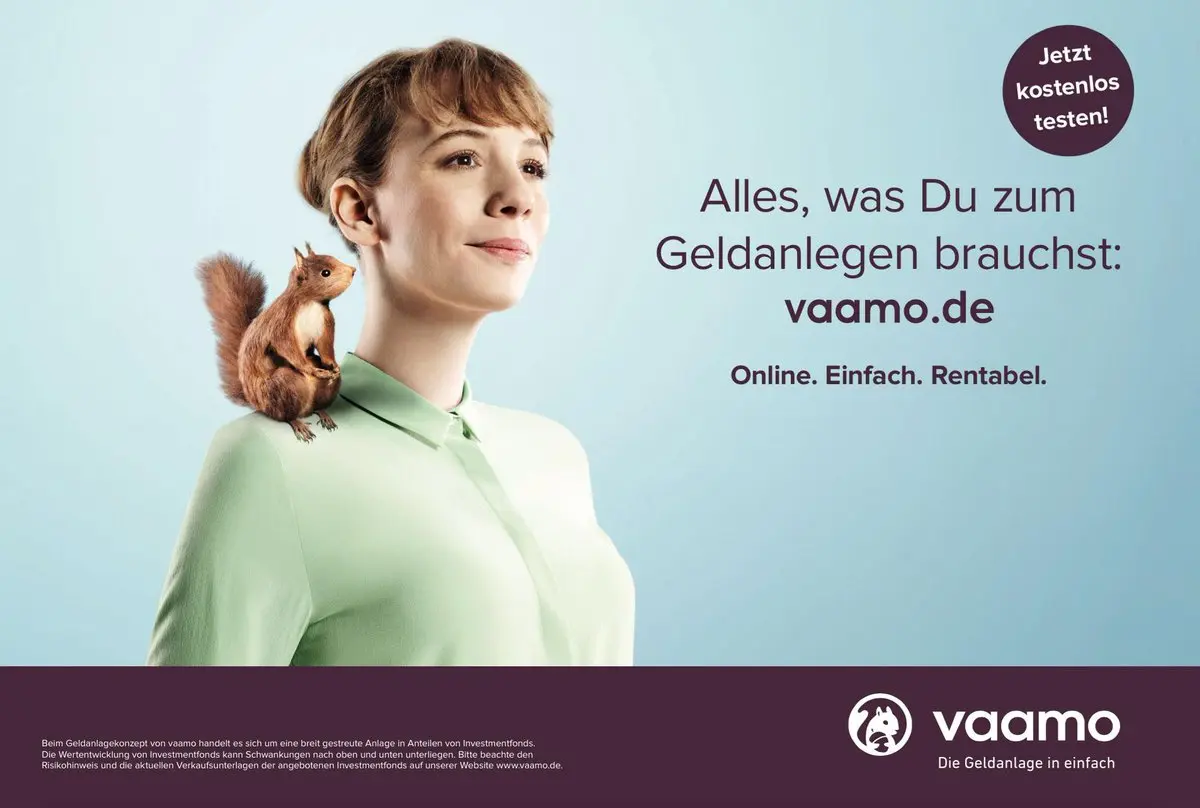 Jetzt
kostenlos
testen!
Alles, was Du zum
Geldanlegen brauchst:
vaamo.de
Online. Einfach. Rentabel.
vaamo
Die Geldanlage in einfach
Beim Geldanlagekonzept von vaamo handelt es sich um eine breit gestreute Anlage in Anteilen von Investmentfonds.
Die Wertentwicklung von Investmentfonds kann Schwankungen nach oben und unten unterliegen. Bitte beachte den
Risikohinweis und die aktuellen Verkaufsunterlagen der angebotenen Investmentfonds auf unserer Website www.vaamo.de.